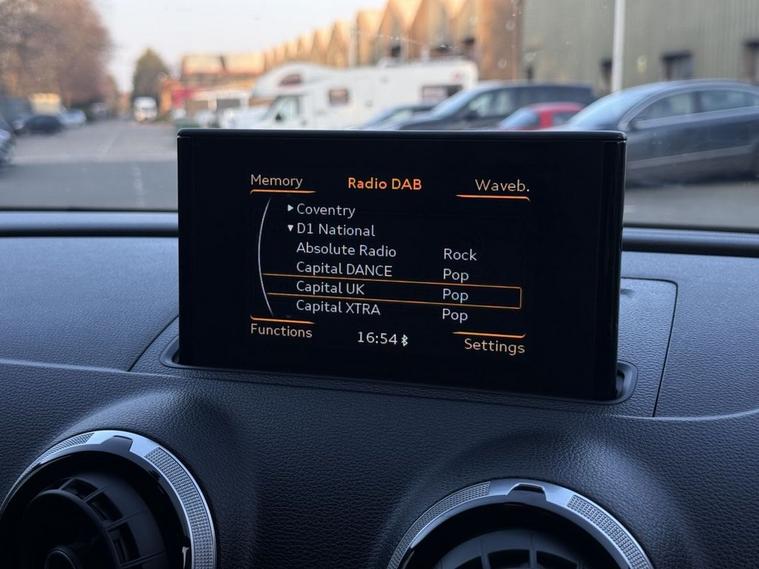 Memory Radio DAB Waveb.
Coventry
D1 National
Absolute Radio Rock
Capital DANCE Pop
Capital UK Pop
Capital XTRA Pop
Functions 16:54 Settings